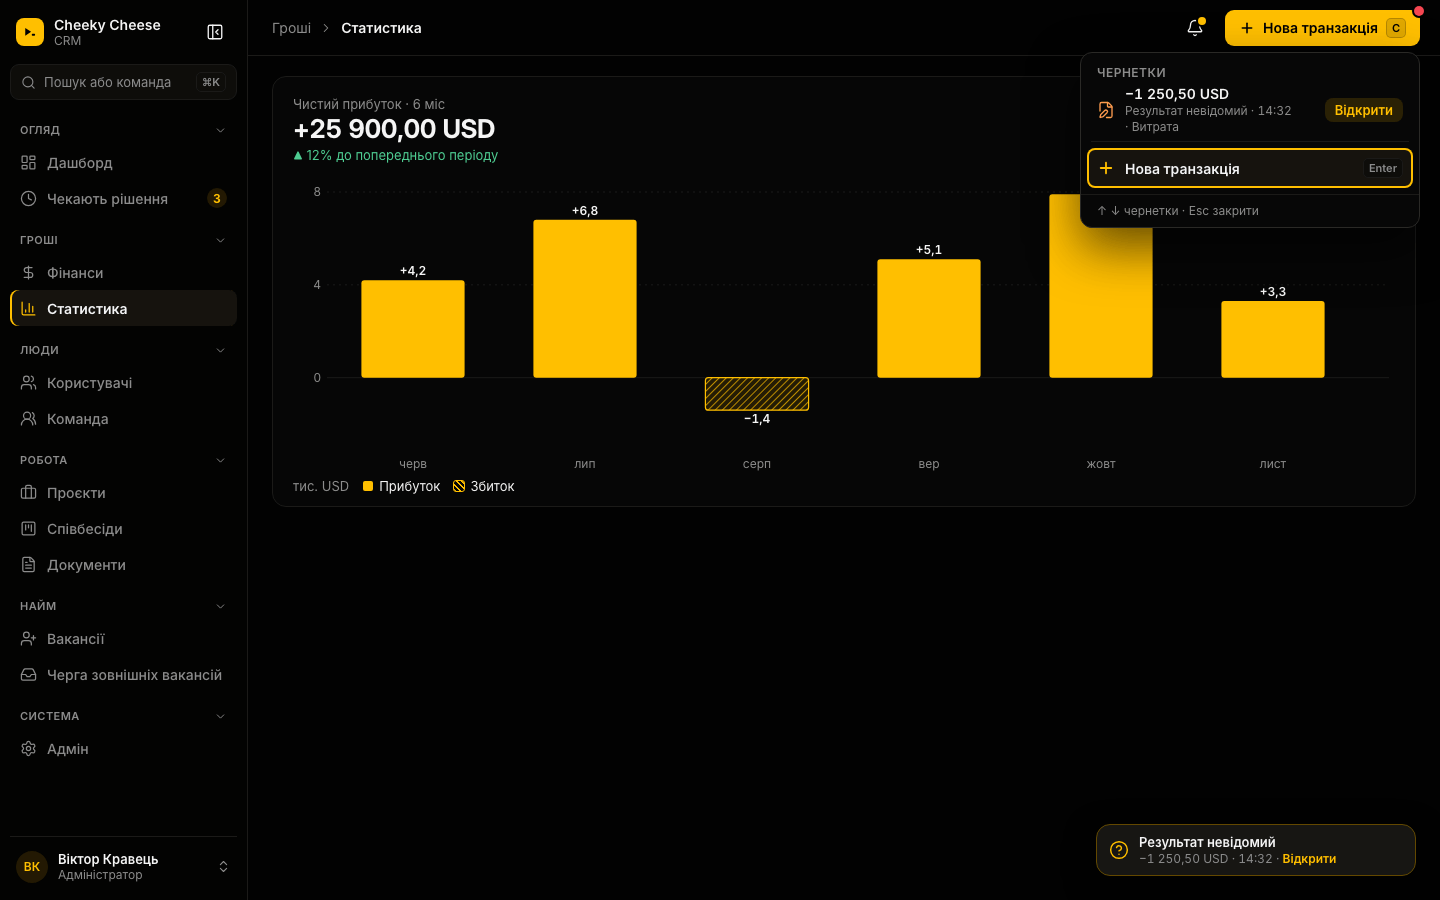 Cheeky Cheese
CRM
Пошук або команда ⌘K
ОГЛЯД
Дашборд
Чекають рішення 3
ГРОШІ
Фінанси
Статистика
ЛЮДИ
Користувачі
Команда
РОБОТА
Проєкти
Співбесіди
Документи
НАЙМ
Вакансії
Черга зовнішніх вакансій
СИСТЕМА
Адмін
ВК
Віктор Кравець
Адміністратор
Гроші Статистика
Нова транзакція C
ЧЕРНЕТКИ
−1 250,50 USD
Результат невідомий · 14:32
· Витрата
Відкрити
Нова транзакція Enter
↑ ↓ чернетки · Esc закрити
Чистий прибуток · 6 міс
+25 900,00 USD
▲ 12% до попереднього періоду
8
4
0
+4,2
+6,8
−1,4
+5,1
+3,3
черв
лип
серп
вер
жовт
лист
тис. USD Прибуток Збиток
Результат невідомий
−1 250,50 USD · 14:32 · Відкрити